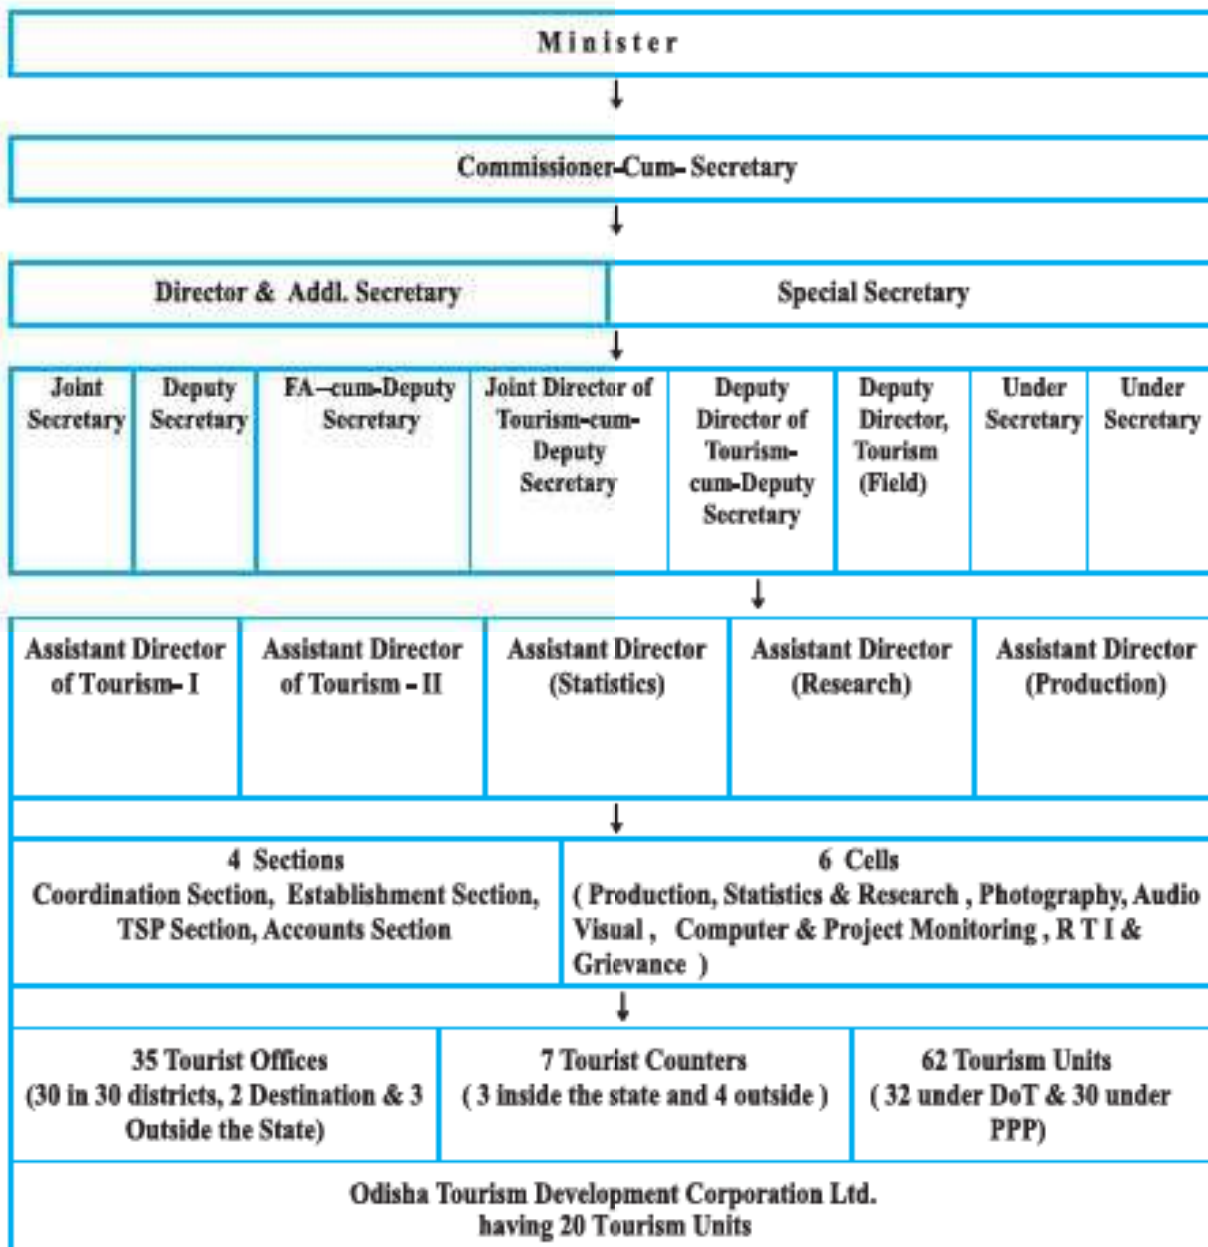 Minister
Commissioner-Cum- Secretary
Director & Addl. Secretary
Special Secretary
Joint
Secretary
Deputy
Secretary
FA–cum-Deputy
Secretary
Joint Director of
Tourism-cum-
Deputy
Secretary
Deputy
Director of
Tourism-
cum-Deputy
Secretary
Deputy
Director,
Tourism
(Field)
Under
Secretary
Under
Secretary
Assistant Director
of Tourism- I
Assistant Director
of Tourism - II
Assistant Director
(Statistics)
Assistant Director
(Research)
Assistant Director
(Production)
4 Sections
Coordination Section, Establishment Section,
TSP Section, Accounts Section
6 Cells
( Production, Statistics & Research , Photography, Audio
Visual , Computer & Project Monitoring , R T I &
Grievance )
35 Tourist Offices
(30 in 30 districts, 2 Destination & 3
Outside the State)
7 Tourist Counters
( 3 inside the state and 4 outside )
62 Tourism Units
( 32 under DoT & 30 under
PPP)
Odisha Tourism Development Corporation Ltd.
having 20 Tourism Units